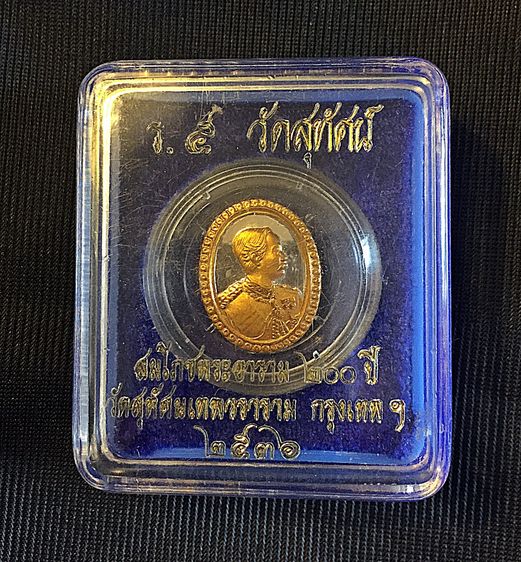 ร. ๕ วัดสุทัศน์
สมโภชพระอาราม ๒๐๐ ปี
วัดสุทัศนเทพวราราม กรุงเทพ ฯ
๒๕๓๖